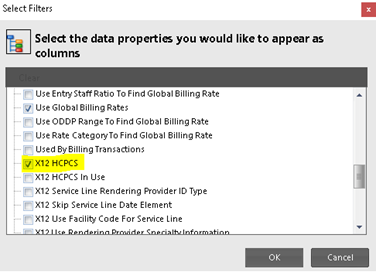 Select Filters
Select the data properties you would like to appear as
columns
Use Entry Staff Ratio To Find Global Billing Rate
Use Global Billing Rates
Use ODDP Range To Find Global Billing Rate
Use Rate Category To Find Global Billing Rate
Used By Billing Transactions
X12 HCPCS
X12 HCPCS In Use
X12 Service Line Rendering Provider ID Type
X12 Skip Service Line Date Element
X12 Use Facility Code For Service Line
X12 Use Rendering Provider Specialty Information
OK
Cancel